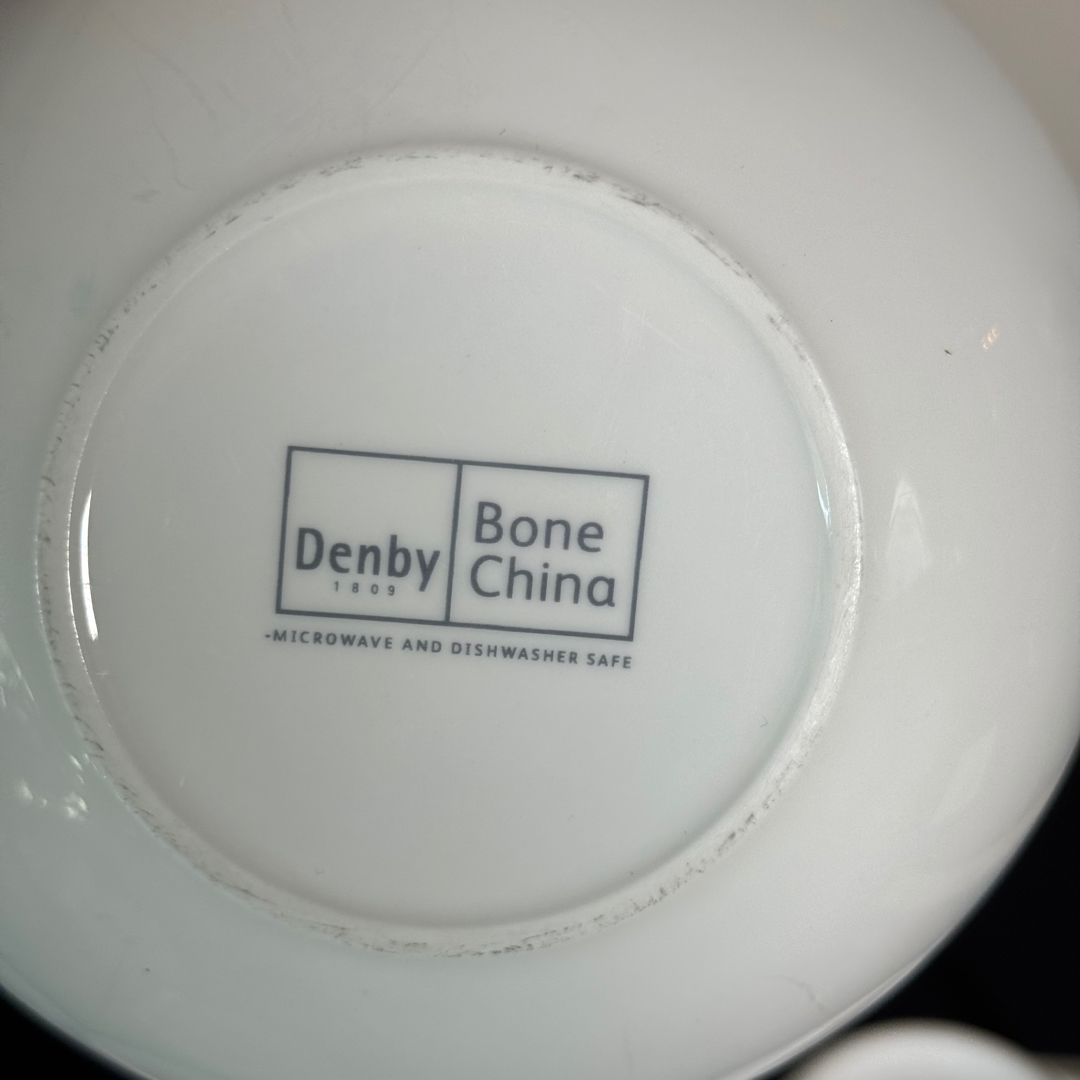 Denby
1809
Bone
China
-MICROWAVE AND DISHWASHER SAFE